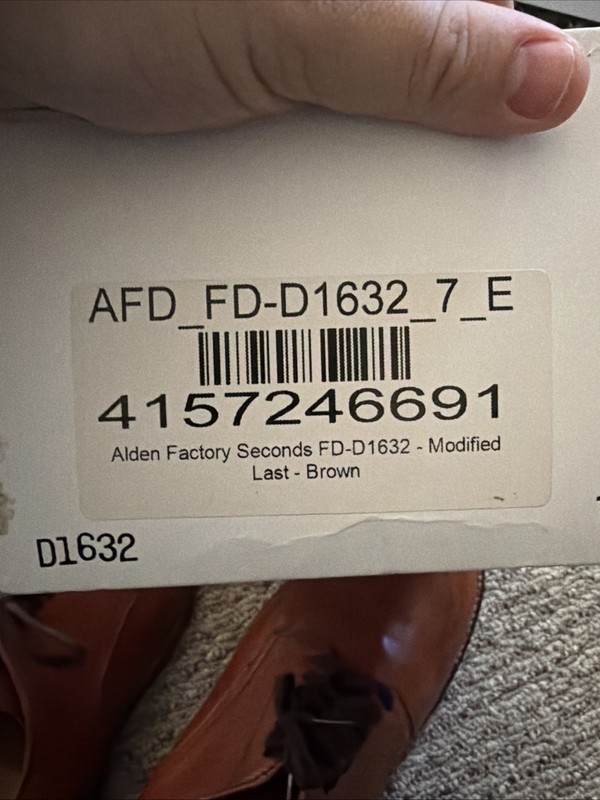 AFD_FD-D1632_7_E
4157246691
Alden Factory Seconds FD-D1632 - Modified
Last - Brown
D1632